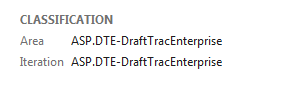 CLASSIFICATION
Area ASP.DTE-DraftTracEnterprise
Iteration ASP.DTE-DraftTracEnterprise